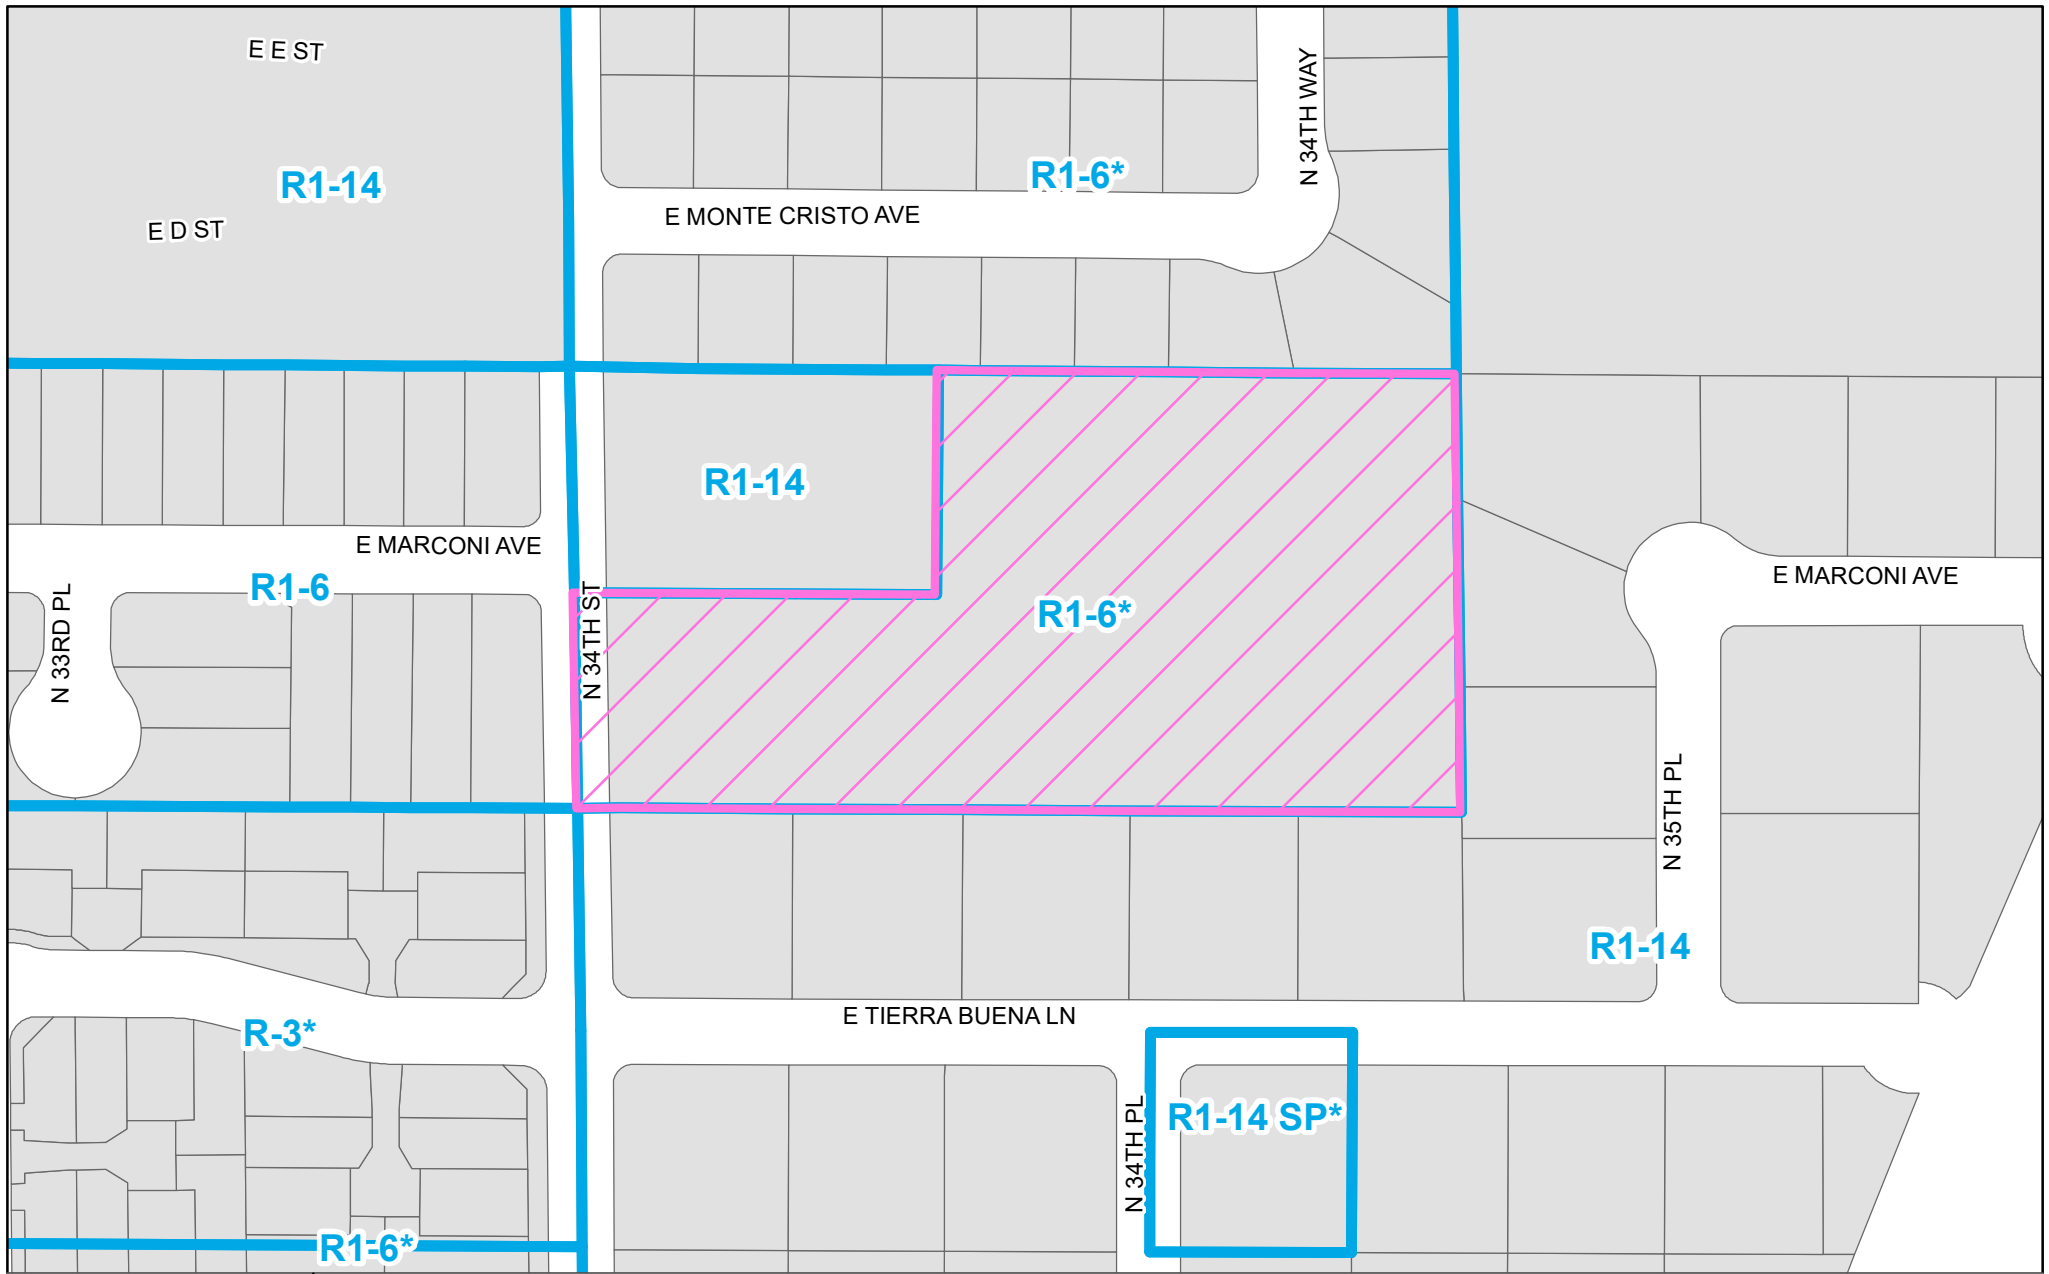 E E ST
N 34TH WAY
R1-6*
R1-14
E MONTE CRISTO AVE
E D ST
R1-14
E MARCONI AVE
E MARCONI AVE
R1-6
R1-6*
N 33RD PL
N 34TH ST
N 35TH PL
R1-14
E TIERRA BUENA LN
R-3*
R1-14 SP*
N 34TH PL
R1-6*